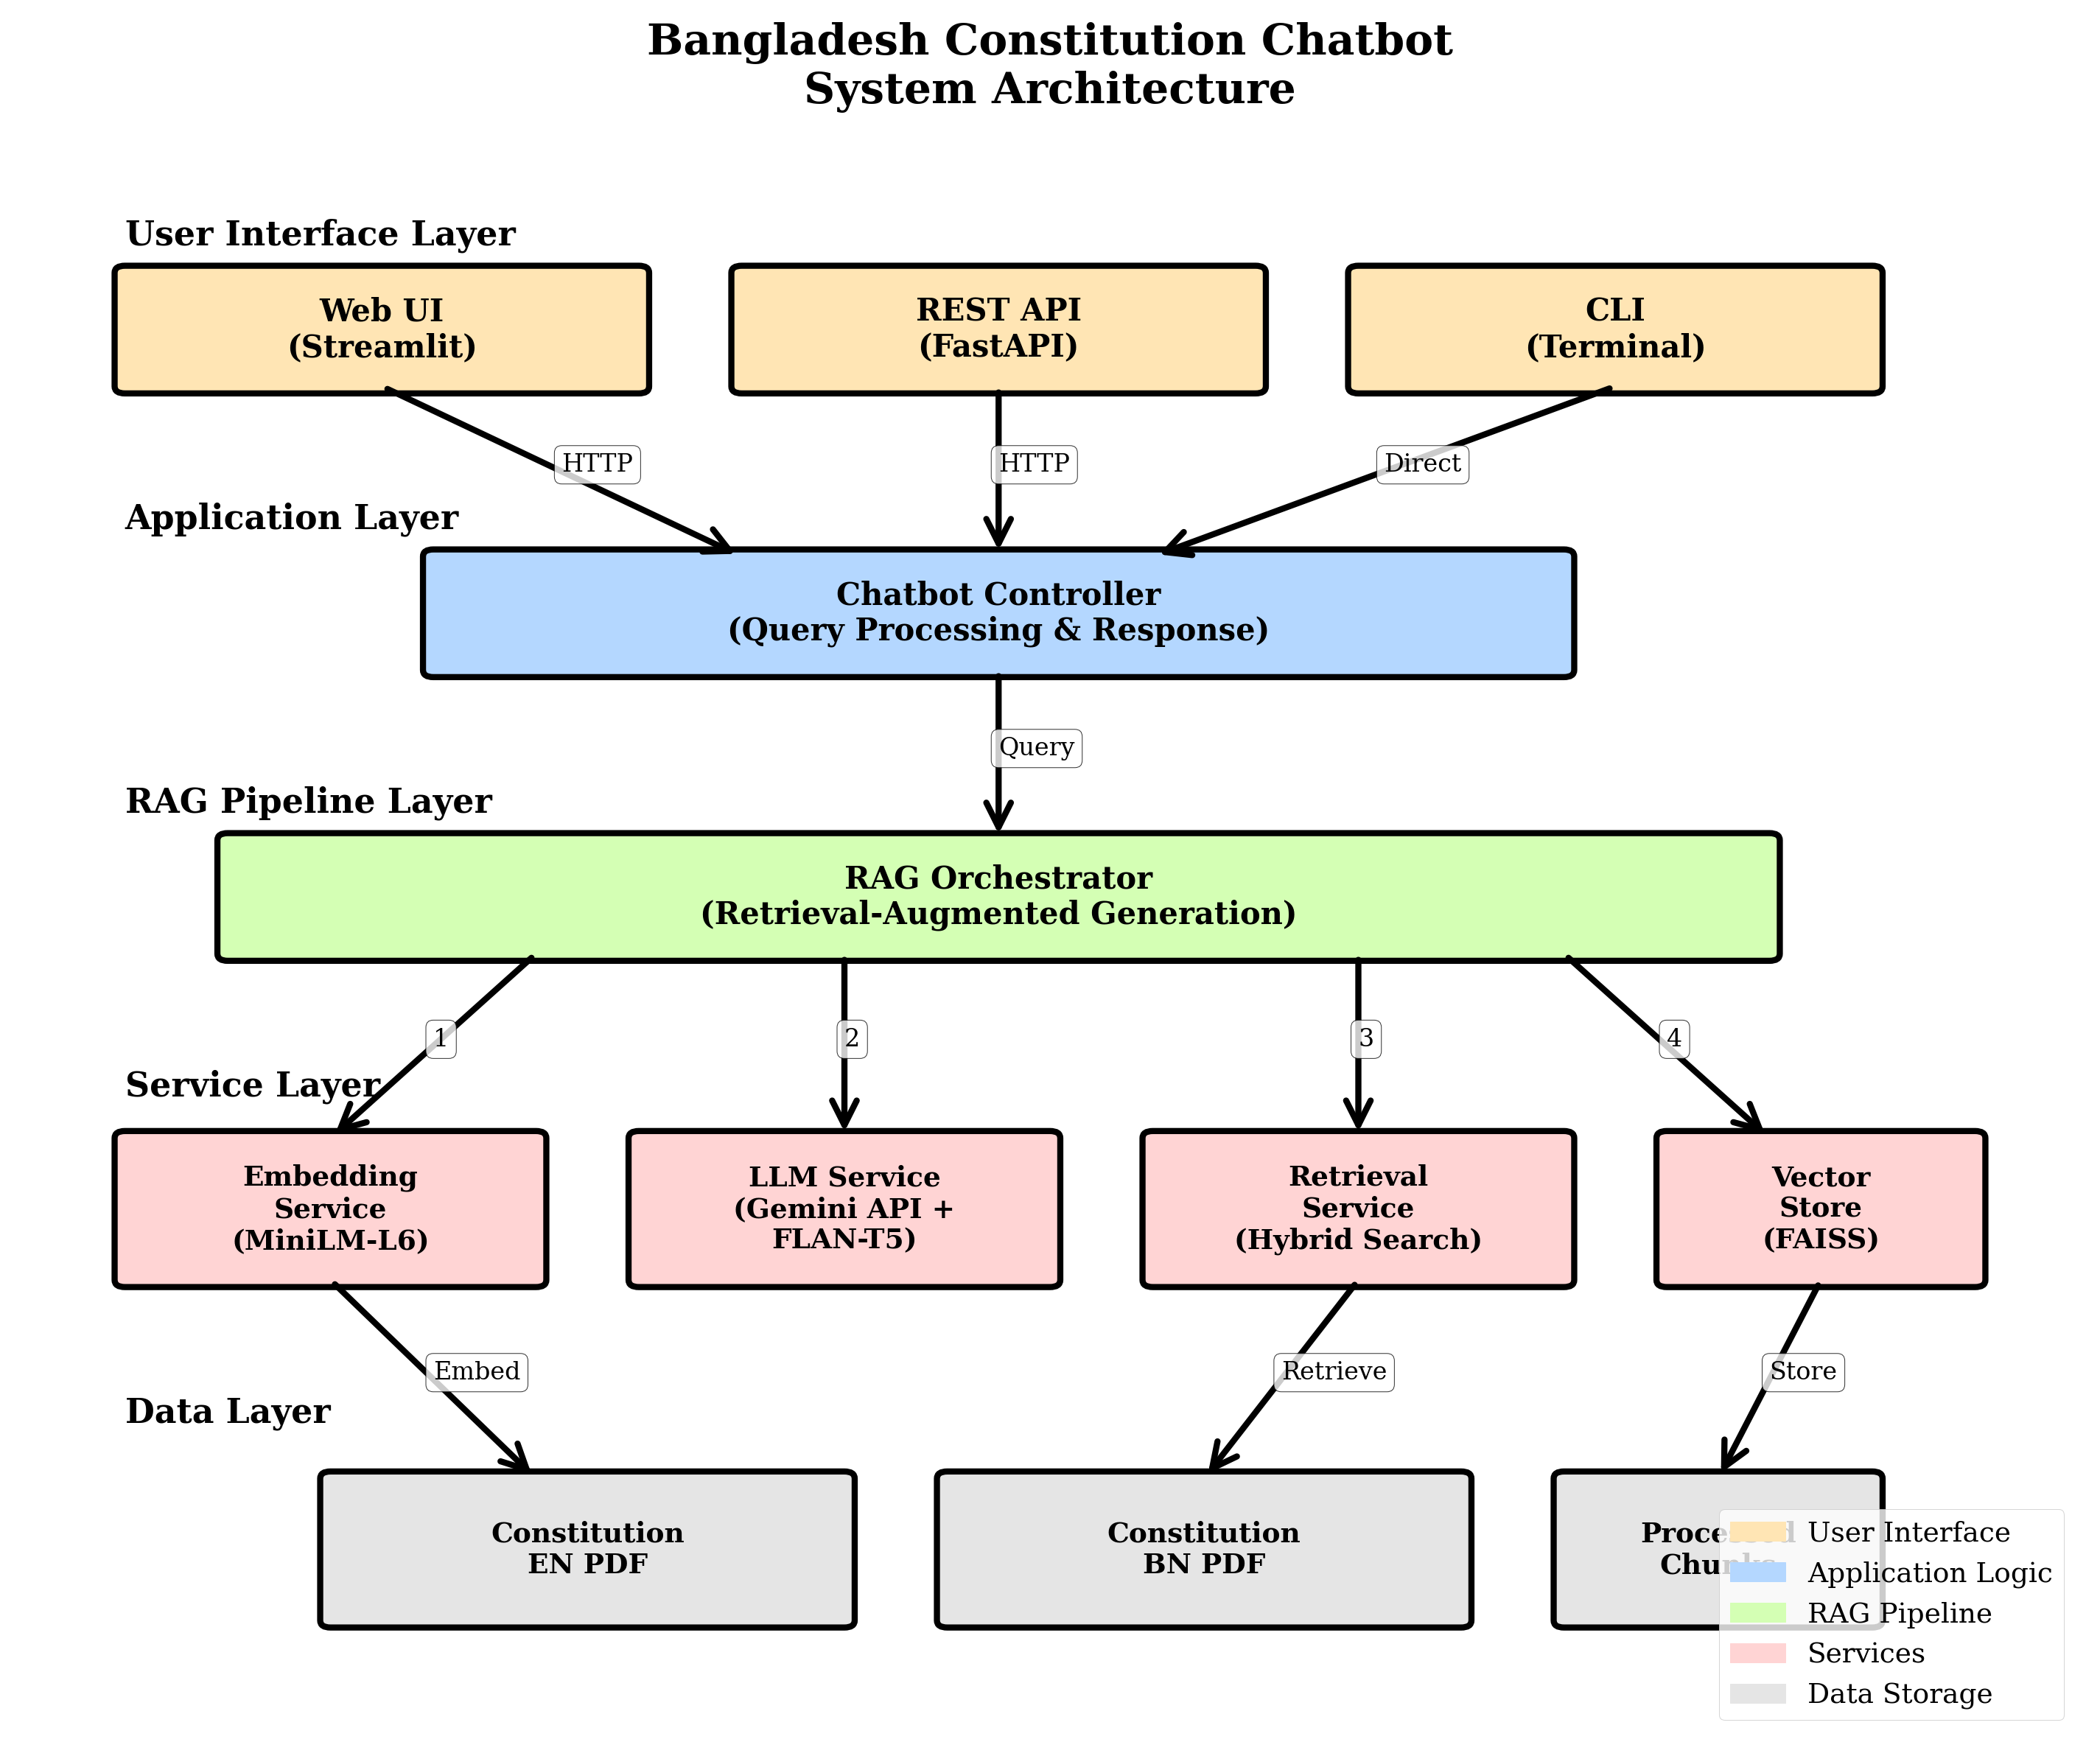 Bangladesh Constitution Chatbot
System Architecture
User Interface Layer
Web UI
(Streamlit)
REST API
(FastAPI)
CLI
(Terminal)
HTTP
HTTP
Direct
Application Layer
Chatbot Controller
(Query Processing & Response)
Query
RAG Pipeline Layer
RAG Orchestrator
(Retrieval-Augmented Generation)
1
2
3
4
Service Layer
Embedding
Service
(MiniLM-L6)
LLM Service
(Gemini API +
FLAN-T5)
Retrieval
Service
(Hybrid Search)
Vector
Store
(FAISS)
Embed
Retrieve
Store
Data Layer
Constitution
EN PDF
Constitution
BN PDF
Processed
Chunks
User Interface
Application Logic
RAG Pipeline
Services
Data Storage